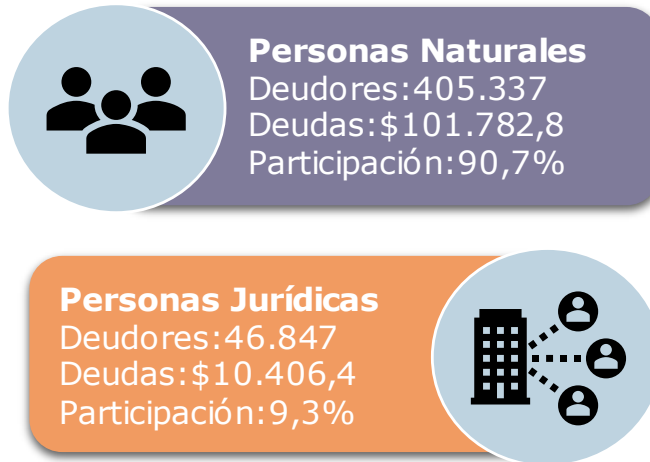 Personas Naturales
Deudores:405.337
Deudas:$101.782,8
Participación:90,7%
Personas Jurídicas
Deudores:46.847
Deudas:$10.406,4
Participación:9,3%